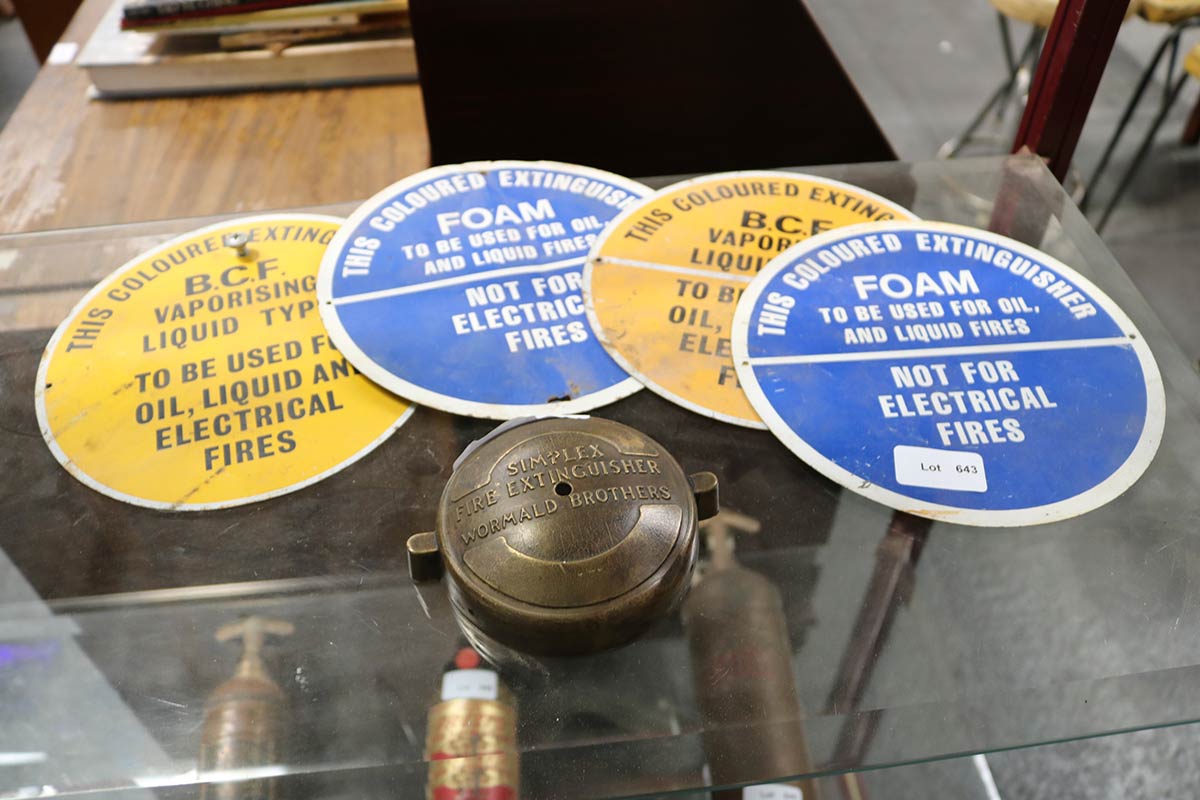 THIS COLOURED EXTING
B.C.F.
VAPORISING
LIQUID TYP
TO BE USED F
OIL, LIQUID AN
ELECTRICAL
FIRES
THIS COLOURED EXTINGUISH
FOAM
TO BE USED FOR OIL,
AND LIQUID FIRES
NOT FOR
ELECTRIC
FIRES
THIS COLOURED EXTING
B.C.F.
VAPO
LIQUI
TO B
OIL,
ELE
F
THIS COLOURED EXTINGUISHER
FOAM
TO BE USED FOR OIL,
AND LIQUID FIRES
NOT FOR
ELECTRICAL
FIRES
Lot 643
SIMPLEX
FIRE EXTINGUISHER
WORMALD BROTHERS